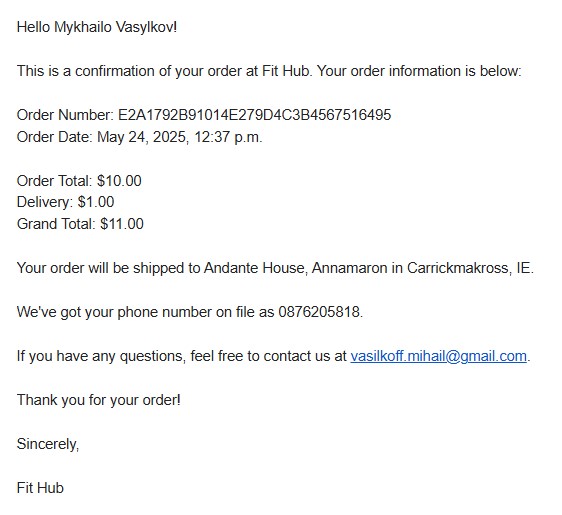 Hello Mykhailo Vasylkov!
This is a confirmation of your order at Fit Hub. Your order information is below:
Order Number: E2A1792B91014E279D4C3B4567516495
Order Date: May 24, 2025, 12:37 p.m.
Order Total: $10.00
Delivery: $1.00
Grand Total: $11.00
Your order will be shipped to Andante House, Annamaron in Carrickmakross, IE.
We've got your phone number on file as 0876205818.
If you have any questions, feel free to contact us at vasilkoff.mihail@gmail.com.
Thank you for your order!
Sincerely,
Fit Hub